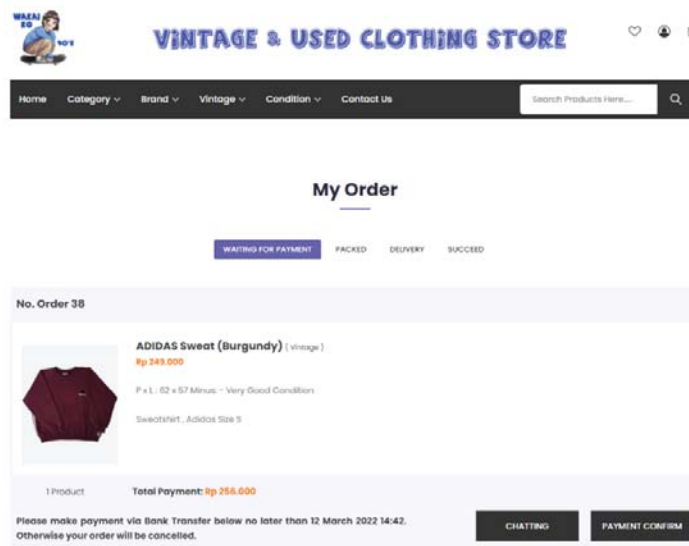 WAKAI
KO
90'S
VINTAGE & USED CLOTHING STORE
Home Category Brand Vintage Condition Contact Us Search Products Here....
My Order
WAITING FOR PAYMENT PACKED DELIVERY SUCCEED
No. Order 38
ADIDAS Sweat (Burgundy) ( Vintage )
Rp 249.000
P x L : 62 x 57 Minus: - Very Good Condition
Sweatshirt , Adidas Size S
1 Product Total Payment: Rp 256.000
Please make payment via Bank Transfer below no later than 12 March 2022 14:42.
Otherwise your order will be cancelled.
CHATTING PAYMENT CONFIRM